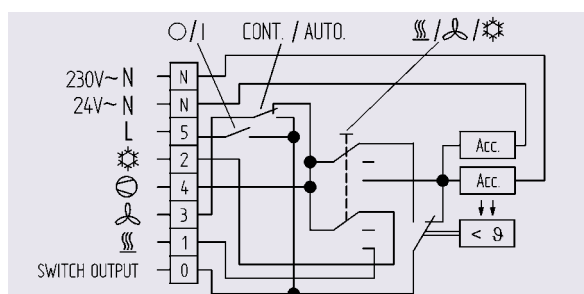 ○/I CONT. / AUTO. / /
230V~ N N
24V~ N N
L 5
2
4
3
1
SWITCH OUTPUT 0
Acc.
Acc.
< ϑ